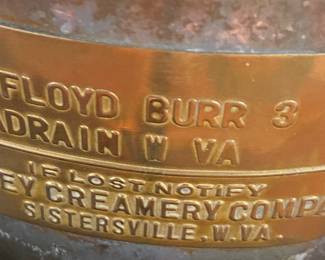 FLOYD BURR 3
ADRAIN W VA
IF LOST NOTIFY
EY CREAMERY COMPA
SISTERSVILLE, W.VA.